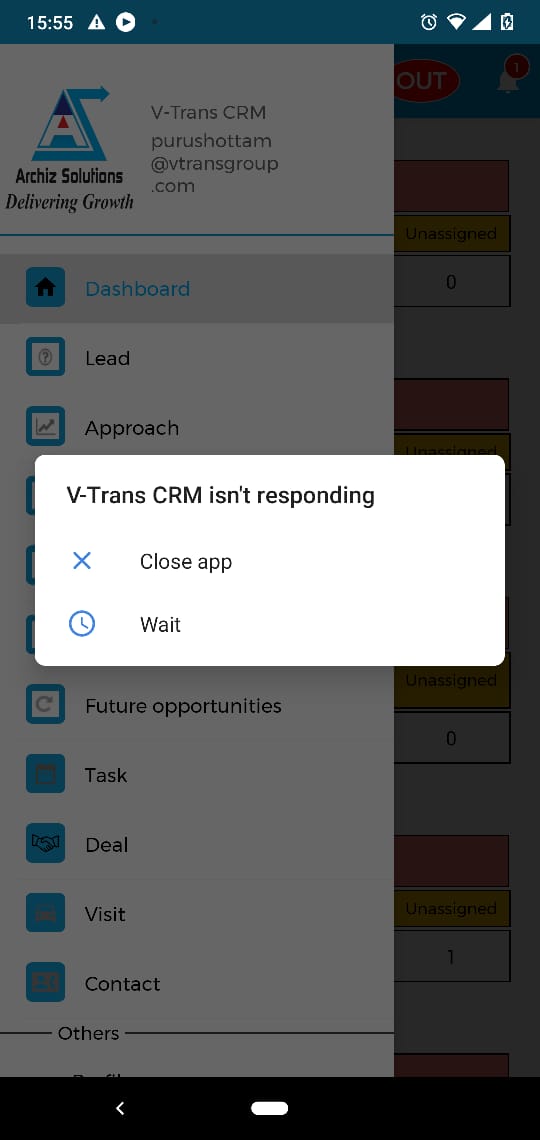 15:55
OUT
1
V-Trans CRM
purushottam
@vtransgroup
.com
Archiz Solutions
Delivering Growth
Unassigned
0
Dashboard
Lead
Approach
Unassigned
V-Trans CRM isn't responding
Close app
Wait
Unassigned
0
Future opportunities
Task
Deal
Visit
Unassigned
1
Contact
Others